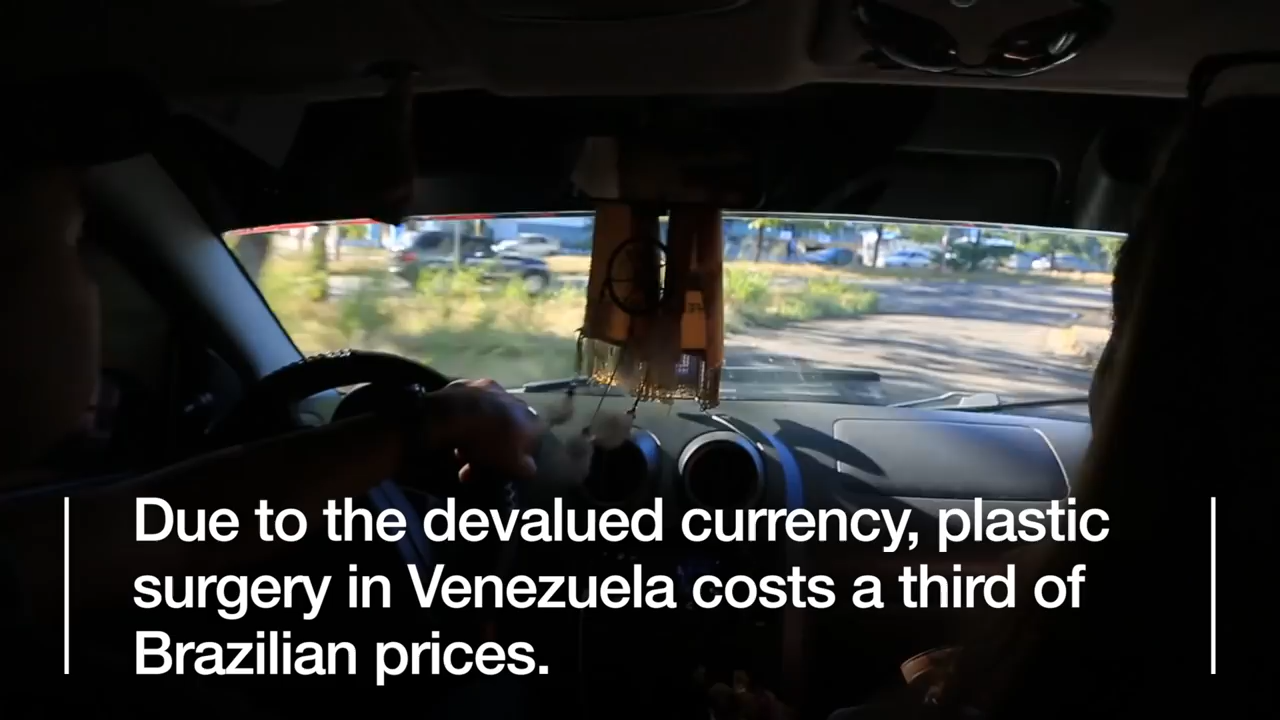 Due to the devalued currency, plastic
surgery in Venezuela costs a third of
Brazilian prices.